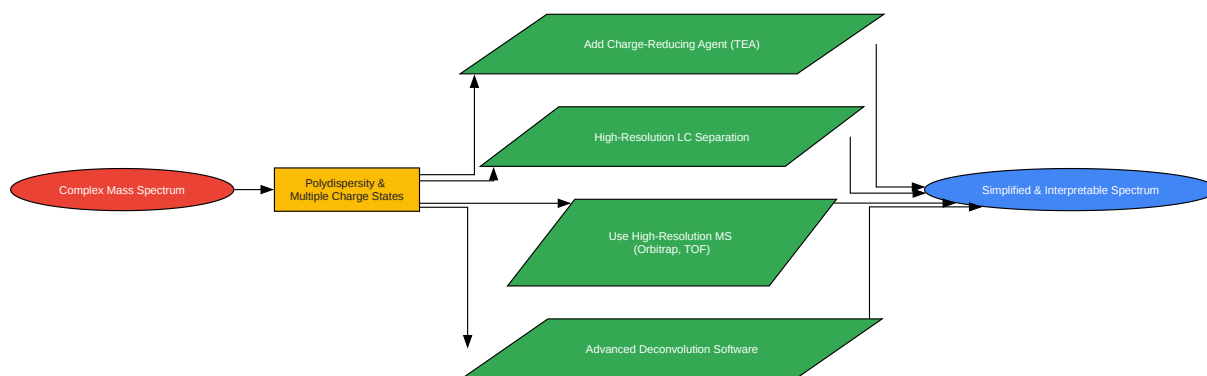 Add Charge-Reducing Agent (TEA)
High-Resolution LC Separation
Complex Mass Spectrum
Polydispersity &
Multiple Charge States
Simplified & Interpretable Spectrum
Use High-Resolution MS
(Orbitrap, TOF)
Advanced Deconvolution Software